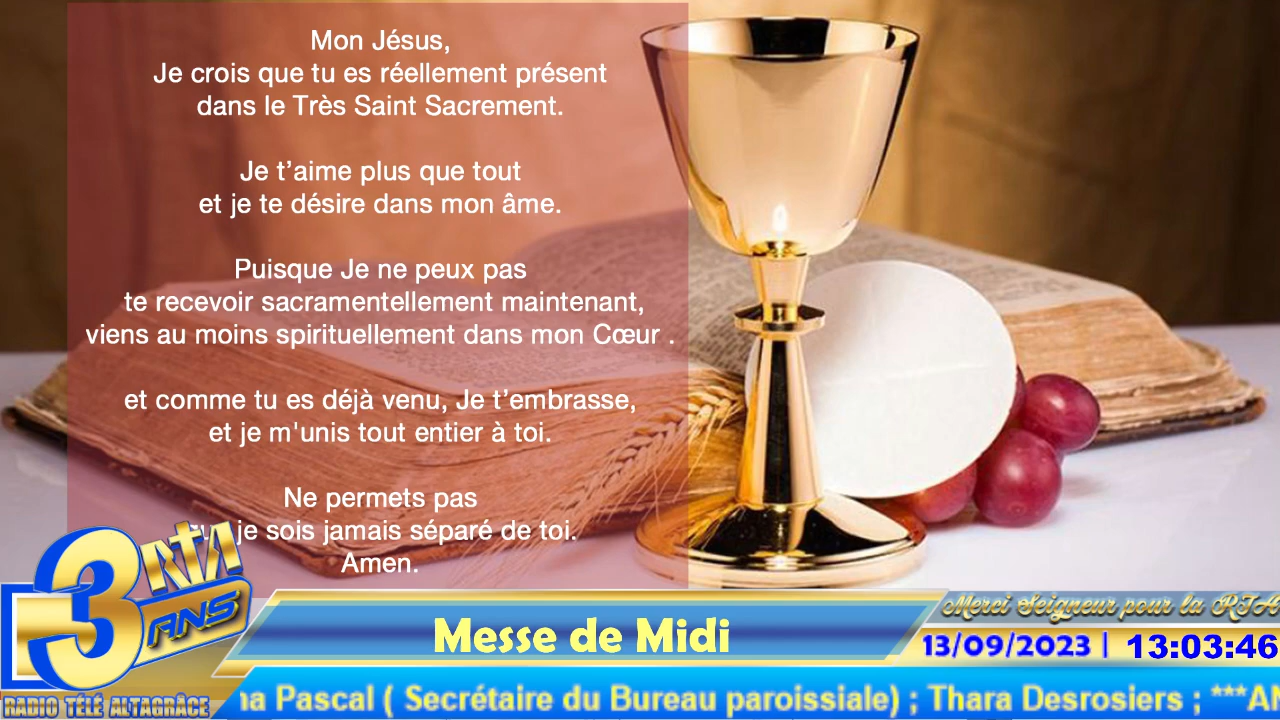 Mon Jésus,
Je crois que tu es réellement présent
dans le Très Saint Sacrement.
Je t’aime plus que tout
et je te désire dans mon âme.
Puisque Je ne peux pas
te recevoir sacramentellement maintenant,
viens au moins spirituellement dans mon Cœur .
et comme tu es déjà venu, Je t’embrasse,
et je m'unis tout entier à toi.
Ne permets pas
je sois jamais séparé de toi.
Amen.
3 RTA
ANS
RADIO TÉLÉ ALTAGRÂCE
Messe de Midi
Merci Seigneur pour la RTA
13/09/2023 | 13:03:46
Pascal ( Secrétaire du Bureau paroissiale) ; Thara Desrosiers ; ***